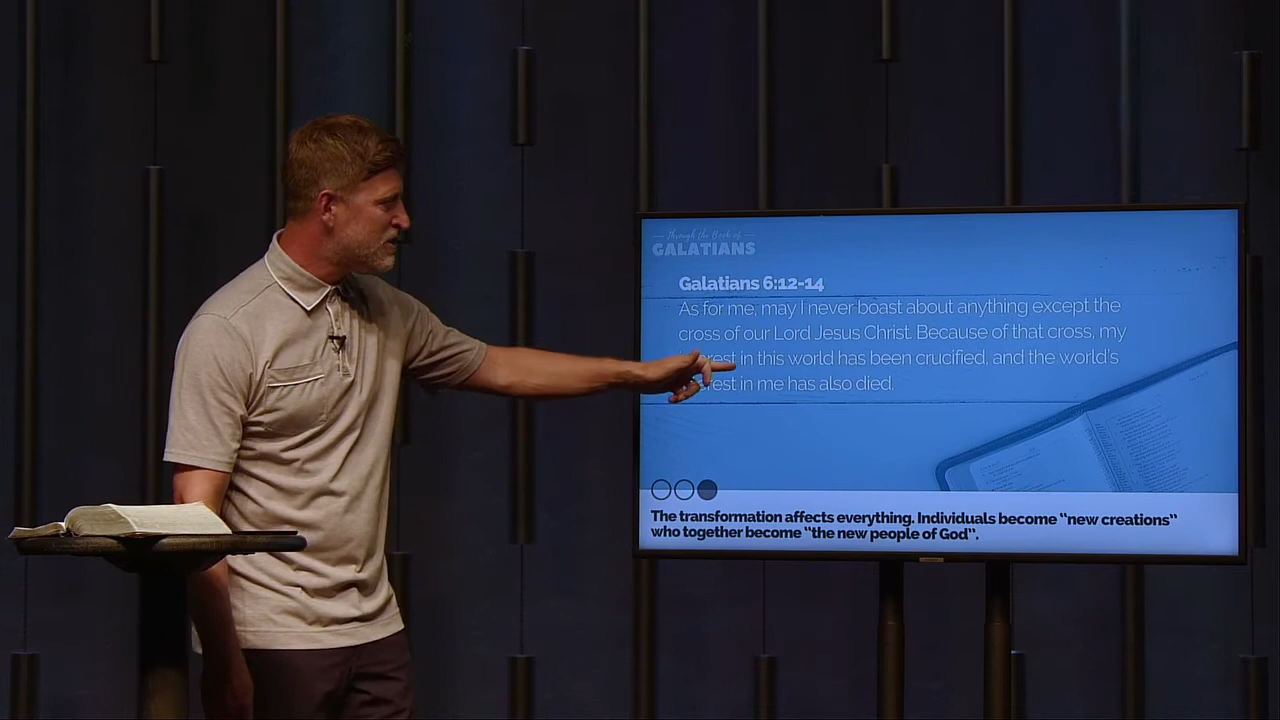 Through the Book of
GALATIANS
Galatians 6:12-14
As for me, may I never boast about anything except the
cross of our Lord Jesus Christ. Because of that cross, my
in this world has been crucified, and the world's
in me has also died.
The transformation affects everything. Individuals become "new creations"
who together become "the new people of God".